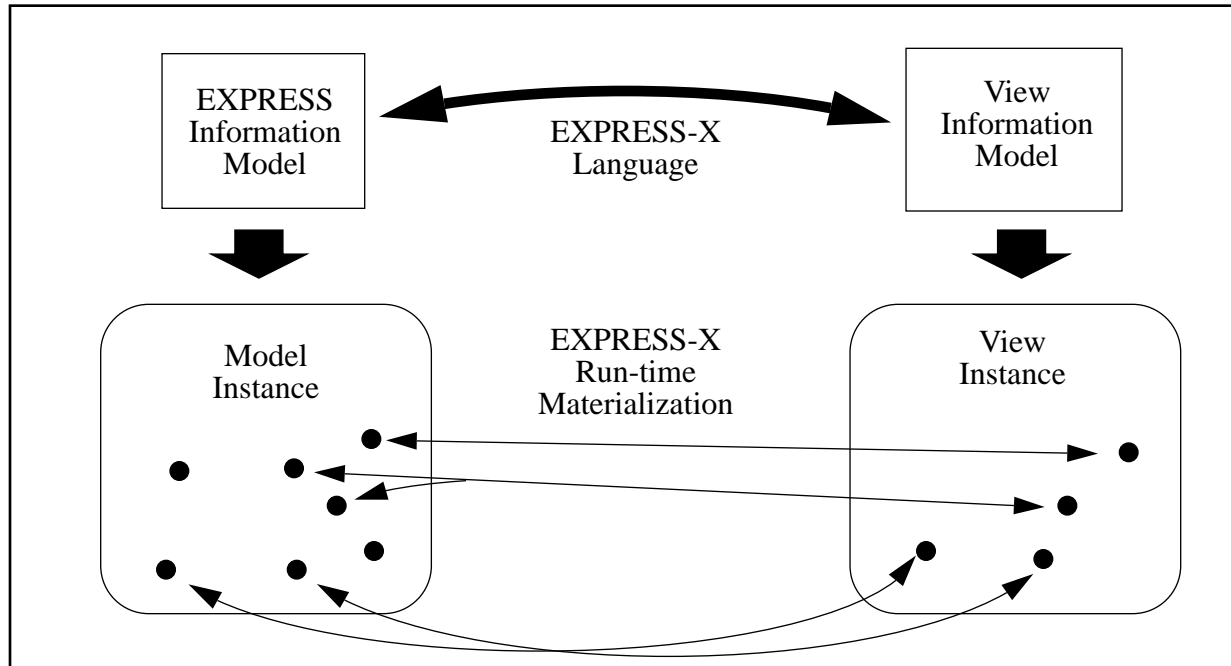 EXPRESS
Information
Model
EXPRESS-X
Language
View
Information
Model
Model
Instance
EXPRESS-X
Run-time
Materialization
View
Instance